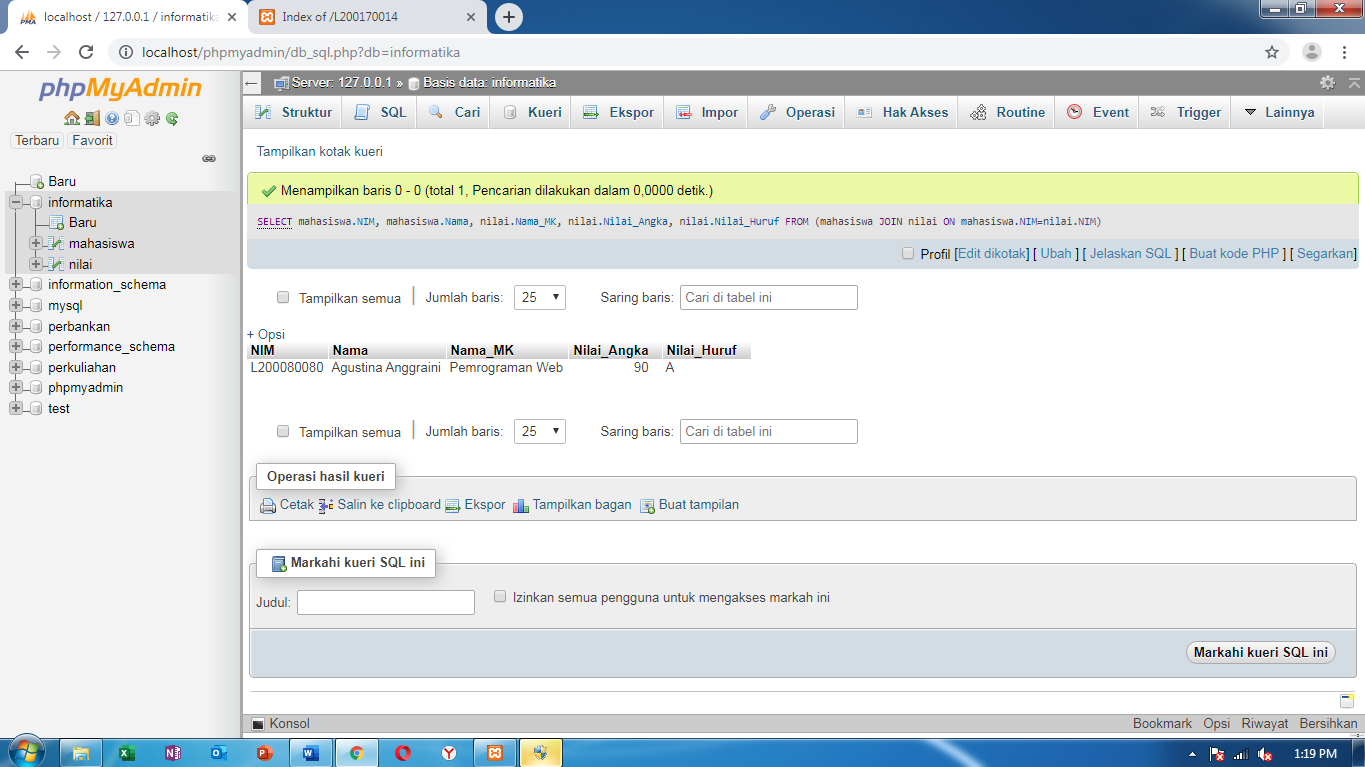 localhost / 127.0.0.1 / informatika
Index of /L200170014
localhost/phpmyadmin/db_sql.php?db=informatika
phpMyAdmin
Terbaru Favorit
Baru
informatika
Baru
mahasiswa
nilai
information_schema
mysql
perbankan
performance_schema
perkuliahan
phpmyadmin
test
Server: 127.0.0.1 » Basis data: informatika
Struktur SQL Cari Kueri Ekspor Impor Operasi Hak Akses Routine Event Trigger Lainnya
Tampilkan kotak kueri
Menampilkan baris 0 - 0 (total 1, Pencarian dilakukan dalam 0,0000 detik.)
SELECT mahasiswa.NIM, mahasiswa.Nama, nilai.Nama_MK, nilai.Nilai_Angka, nilai.Nilai_Huruf FROM (mahasiswa JOIN nilai ON mahasiswa.NIM=nilai.NIM)
Profil [Edit dikotak] [ Ubah ] [ Jelaskan SQL ] [ Buat kode PHP ] [ Segarkan]
Tampilkan semua | Jumlah baris: 25 Saring baris: Cari di tabel ini
+ Opsi
NIM Nama Nama_MK Nilai_Angka Nilai_Huruf
L200080080 Agustina Anggraini Pemrograman Web 90 A
Tampilkan semua | Jumlah baris: 25 Saring baris: Cari di tabel ini
Operasi hasil kueri
Cetak Salin ke clipboard Ekspor Tampilkan bagan Buat tampilan
Markahi kueri SQL ini
Judul: Izinkan semua pengguna untuk mengakses markah ini
Markahi kueri SQL ini
Konsol Bookmark Opsi Riwayat Bersihkan
1:19 PM